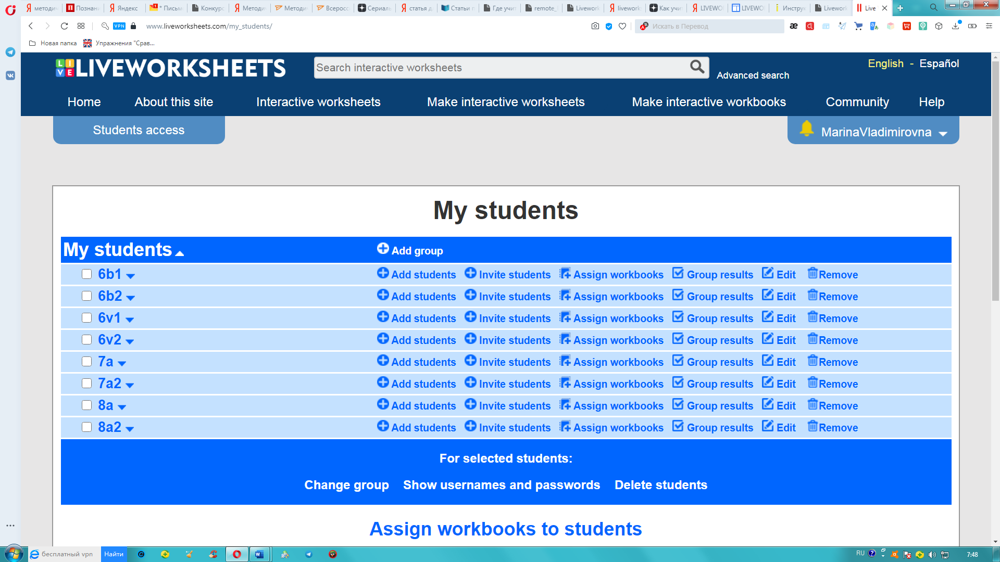 методич
Познани
Яндекс
* Письм
Конкурс
Методи
Методич
Всеросс
Сериаль
статья д
Статьи п
Где учит
remote_
Livework
livework
Как учи
LIVEWO
LIVEWO
Инструк
Livework
Live
VPN
www.liveworksheets.com/my_students/
Искать в Перевод
Новая папка
Упражнения "Срав...
LIVE LIVEWORKSHEETS
Search interactive worksheets
Advanced search
English - Español
Home About this site Interactive worksheets Make interactive worksheets Make interactive workbooks Community Help
Students access
MarinaVladimirovna
My students
My students Add group
6b1 Add students Invite students Assign workbooks Group results Edit Remove
6b2 Add students Invite students Assign workbooks Group results Edit Remove
6v1 Add students Invite students Assign workbooks Group results Edit Remove
6v2 Add students Invite students Assign workbooks Group results Edit Remove
7a Add students Invite students Assign workbooks Group results Edit Remove
7a2 Add students Invite students Assign workbooks Group results Edit Remove
8a Add students Invite students Assign workbooks Group results Edit Remove
8a2 Add students Invite students Assign workbooks Group results Edit Remove
For selected students:
Change group Show usernames and passwords Delete students
Assign workbooks to students
бесплатный vpn Найти
RU
7:48